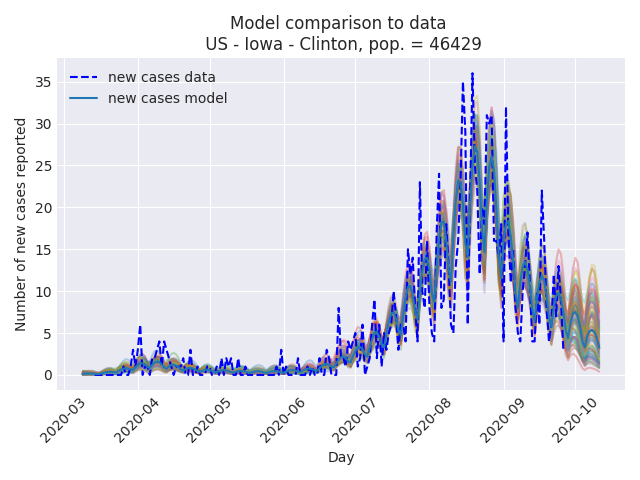 Model comparison to data
US - Iowa - Clinton, pop. = 46429
new cases data
new cases model
Number of new cases reported
35
30
25
20
15
10
5
0
2020-03
2020-04
2020-05
2020-06
2020-07
2020-08
2020-09
2020-10
Day